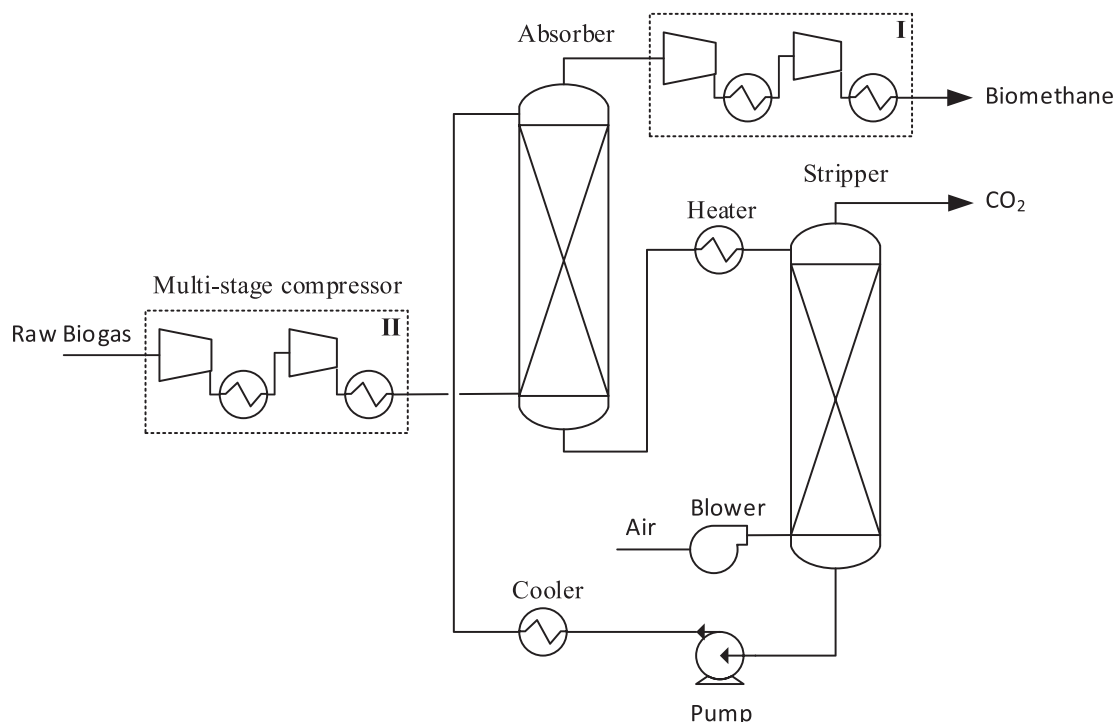 Absorber
I
Biomethane
Stripper
CO₂
Heater
Multi-stage compressor
II
Raw Biogas
Blower
Air
Cooler
Pump